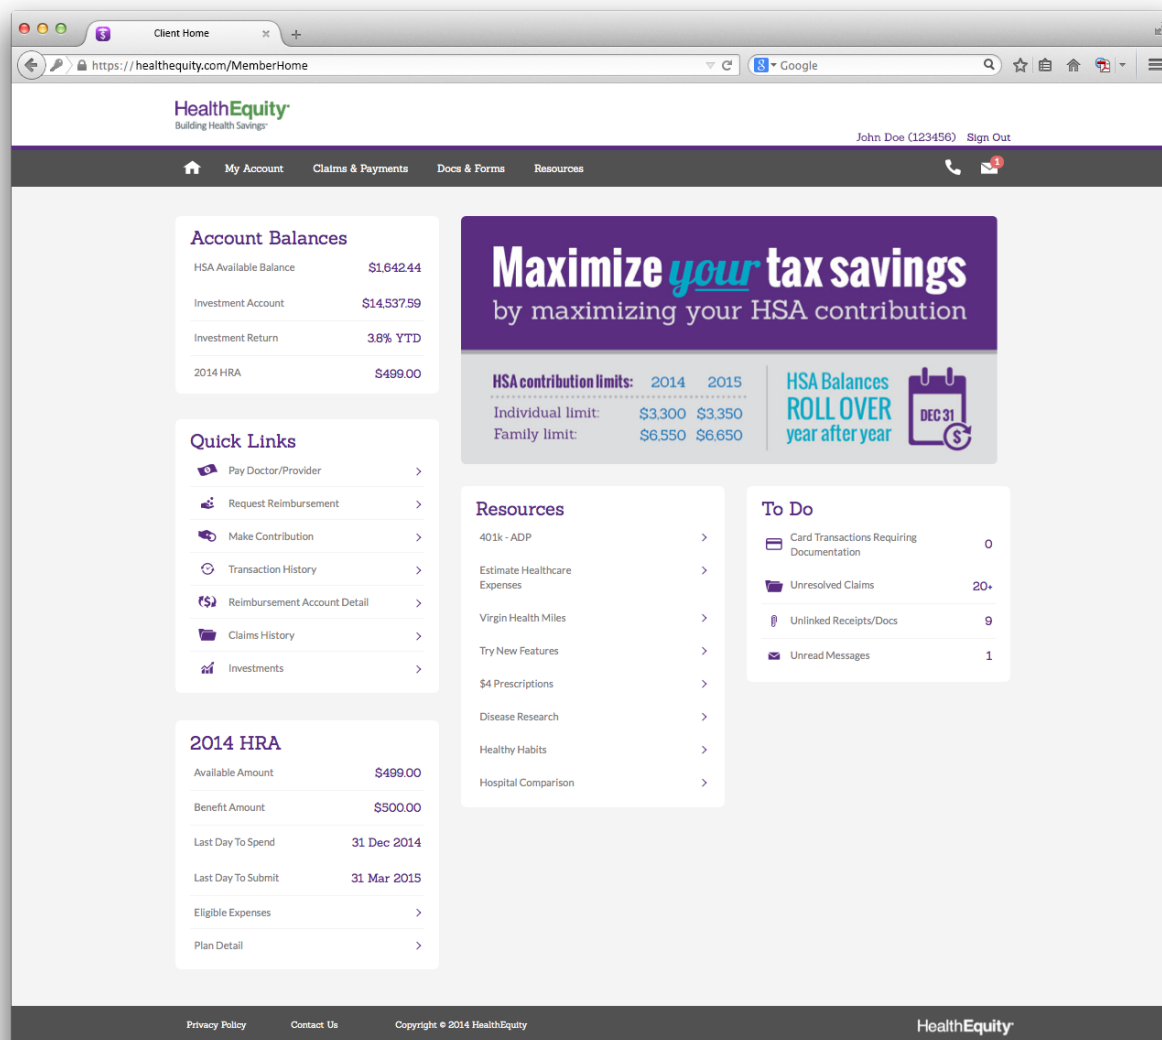 Client Home
https://healthequity.com/MemberHome
Google
HealthEquity
Building Health Savings
John Doe (123456) Sign Out
My Account Claims & Payments Docs & Forms Resources
1
Account Balances
HSA Available Balance $1,642.44
Investment Account $14,537.59
Investment Return 3.8% YTD
2014 HRA $499.00
Quick Links
Pay Doctor/Provider
Request Reimbursement
Make Contribution
Transaction History
Reimbursement Account Detail
Claims History
Investments
2014 HRA
Available Amount $499.00
Benefit Amount $500.00
Last Day To Spend 31 Dec 2014
Last Day To Submit 31 Mar 2015
Eligible Expenses
Plan Detail
Maximize your tax savings
by maximizing your HSA contribution
HSA contribution limits: 2014 2015
Individual limit: $3,300 $3,350
Family limit: $6,550 $6,650
HSA Balances
ROLL OVER
year after year
DEC 31
$
Resources
401k - ADP
Estimate Healthcare
Expenses
Virgin Health Miles
Try New Features
$4 Prescriptions
Disease Research
Healthy Habits
Hospital Comparison
To Do
Card Transactions Requiring
Documentation 0
Unresolved Claims 20+
Unlinked Receipts/Docs 9
Unread Messages 1
Privacy Policy Contact Us Copyright © 2014 HealthEquity
HealthEquity